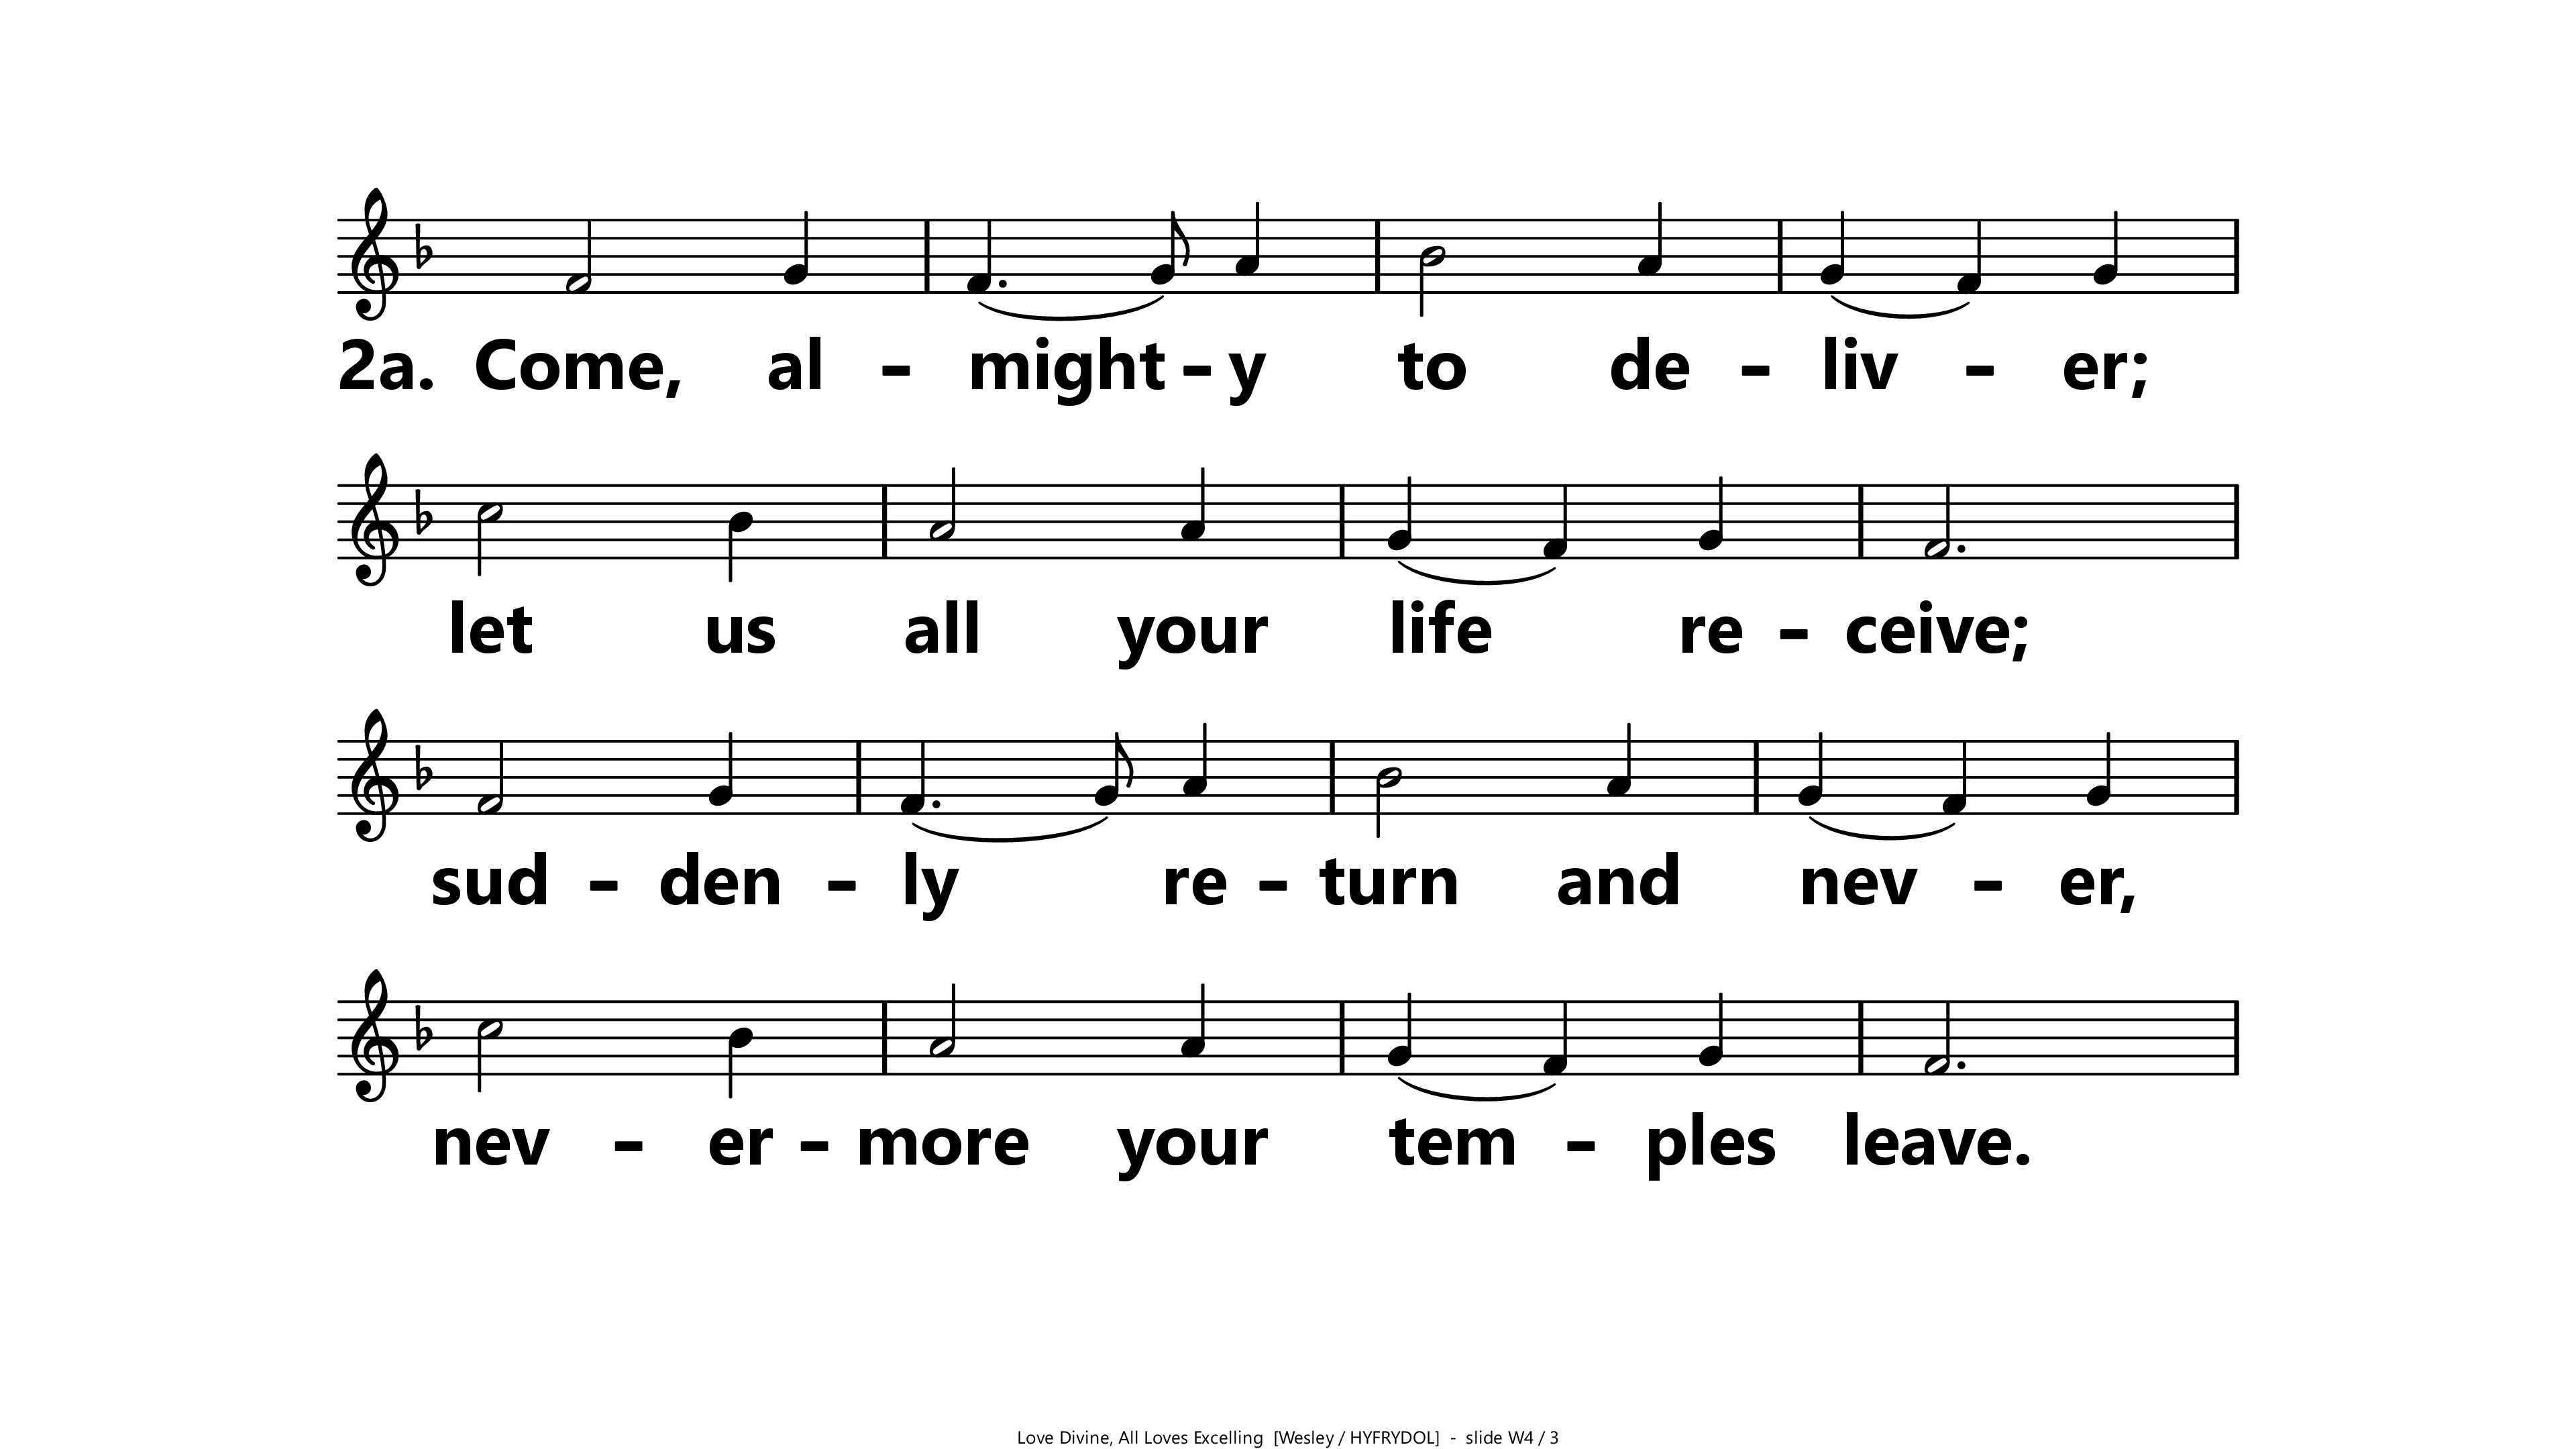 2a. Come, al - might - y to de - liv - er;
let us all your life re - ceive;
sud - den - ly re - turn and nev - er,
nev - er - more your tem - ples leave.
Love Divine, All Loves Excelling [Wesley / HYFRYDOL] - slide W4 / 3